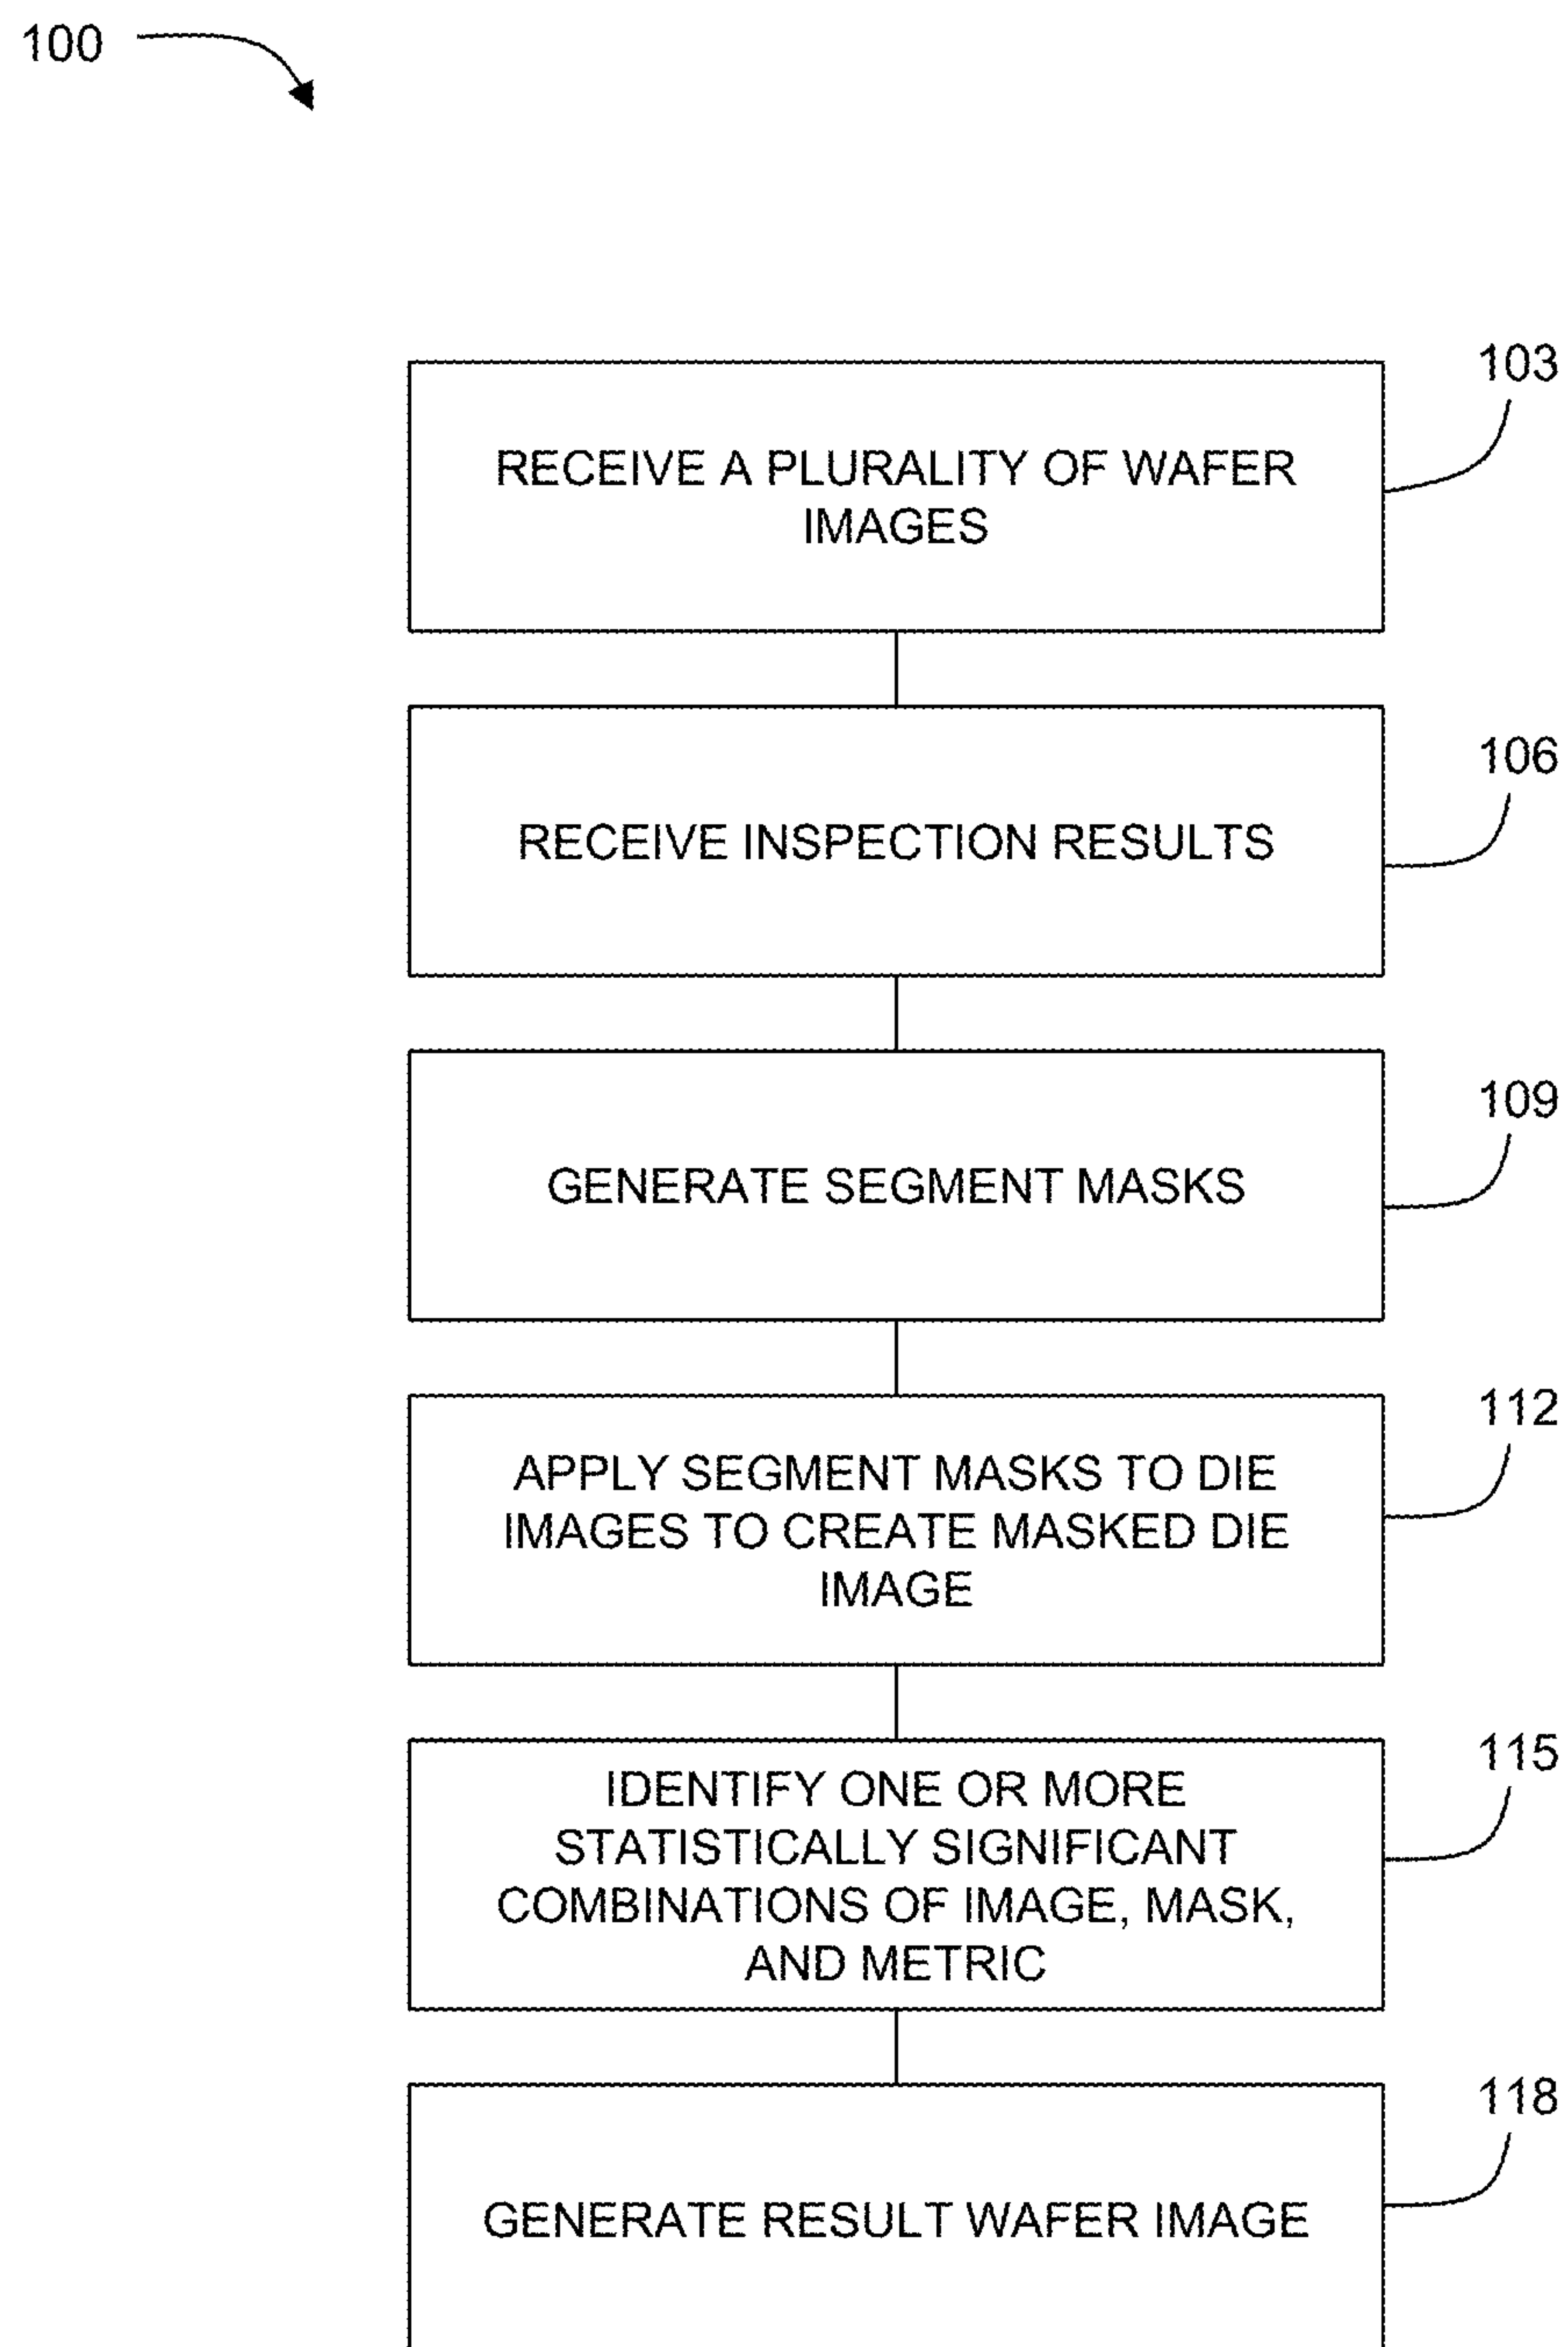 100
103
RECEIVE A PLURALITY OF WAFER
IMAGES
106
RECEIVE INSPECTION RESULTS
109
GENERATE SEGMENT MASKS
112
APPLY SEGMENT MASKS TO DIE
IMAGES TO CREATE MASKED DIE
IMAGE
115
IDENTIFY ONE OR MORE
STATISTICALLY SIGNIFICANT
COMBINATIONS OF IMAGE, MASK,
AND METRIC
118
GENERATE RESULT WAFER IMAGE